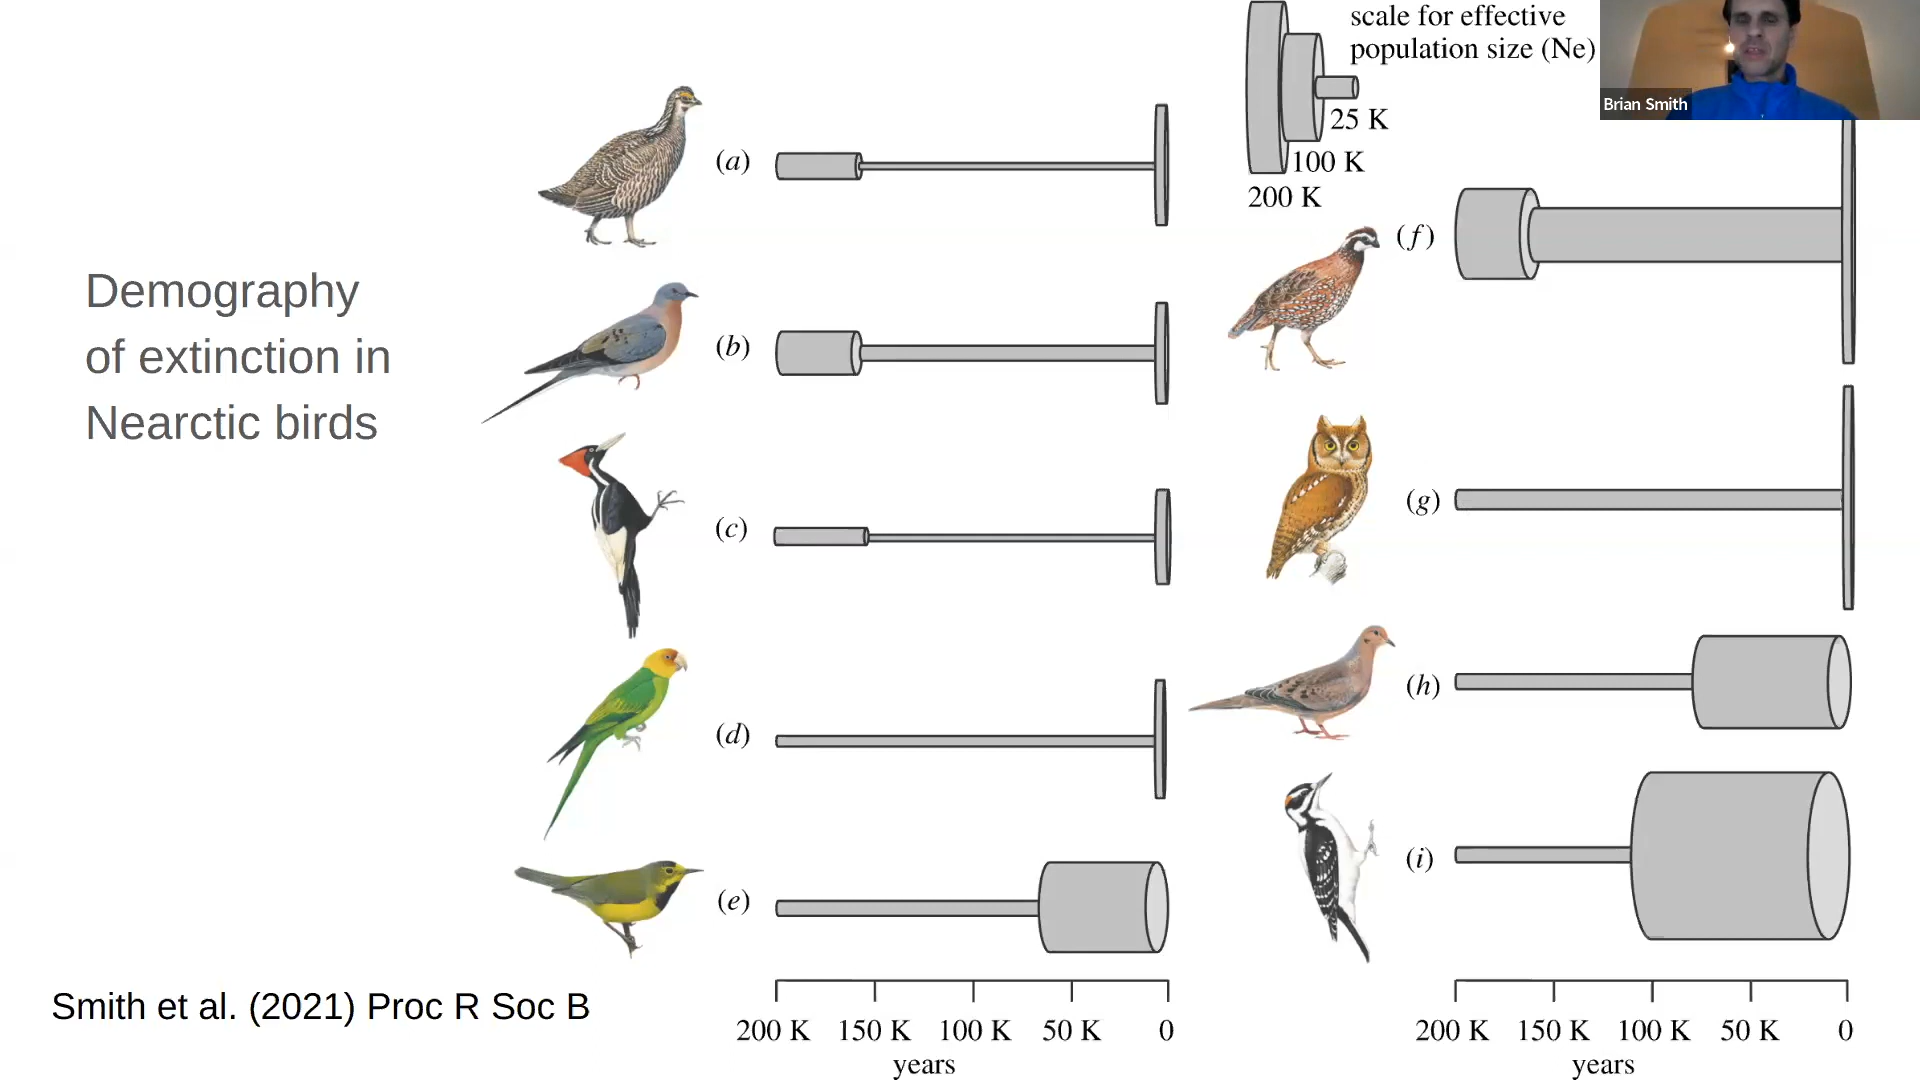 scale for effective
population size (Ne)
25 K
100 K
200 K
Brian Smith
Demography
of extinction in
Nearctic birds
(a)
(b)
(c)
(d)
(e)
(f)
(g)
(h)
(i)
200 K 150 K 100 K 50 K 0
years
200 K 150 K 100 K 50 K 0
years
Smith et al. (2021) Proc R Soc B